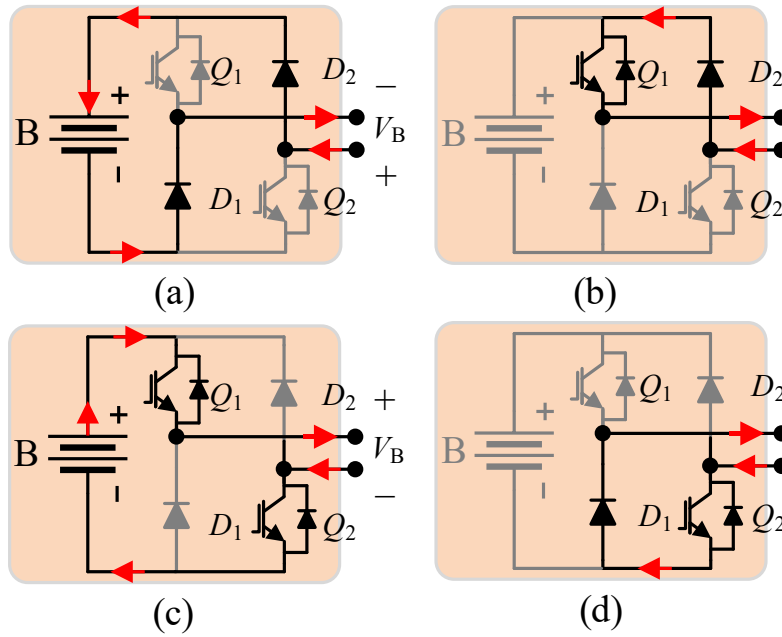 Q1 D2 −
+
B VB
D1 Q2 +
−
(a)
Q1 D2
+
B
D1 Q2
−
(b)
Q1 D2 +
+
B VB
− D1 Q2 −
(c)
Q1 D2
+
B
− D1 Q2
(d)